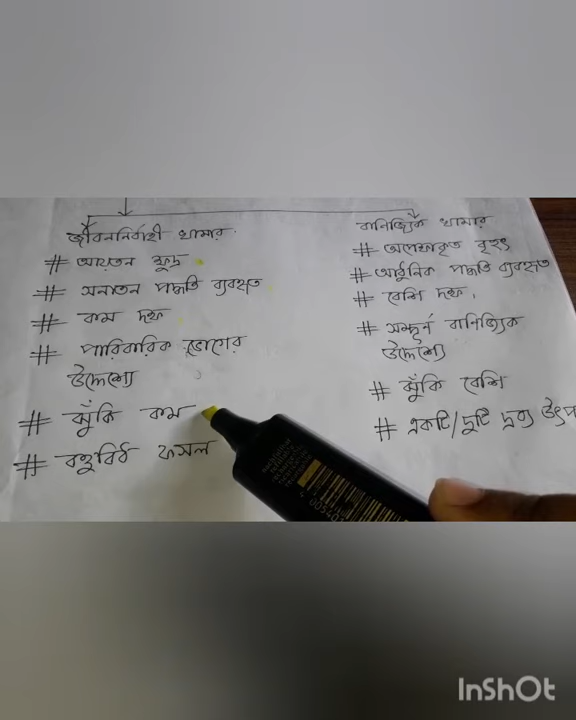 জীবননির্বাহী খামার
# আয়তন ক্ষুদ্র
# সনাতন পদ্ধতি ব্যবহৃত
# কম দক্ষ
# পারিবারিক ভোগের
উদ্দেশ্যে
# ঝুঁকি কম
# বহুবিধ ফসল
বানিজ্যিক খামার
# অপেক্ষাকৃত বৃহৎ
# আধুনিক পদ্ধতি ব্যবহৃত
# বেশি দক্ষ,
# সম্পূর্ন বানিজ্যিক
উদ্দেশ্যে
# ঝুঁকি বেশি
# একটি/দুটি দ্রব্য
InShOt